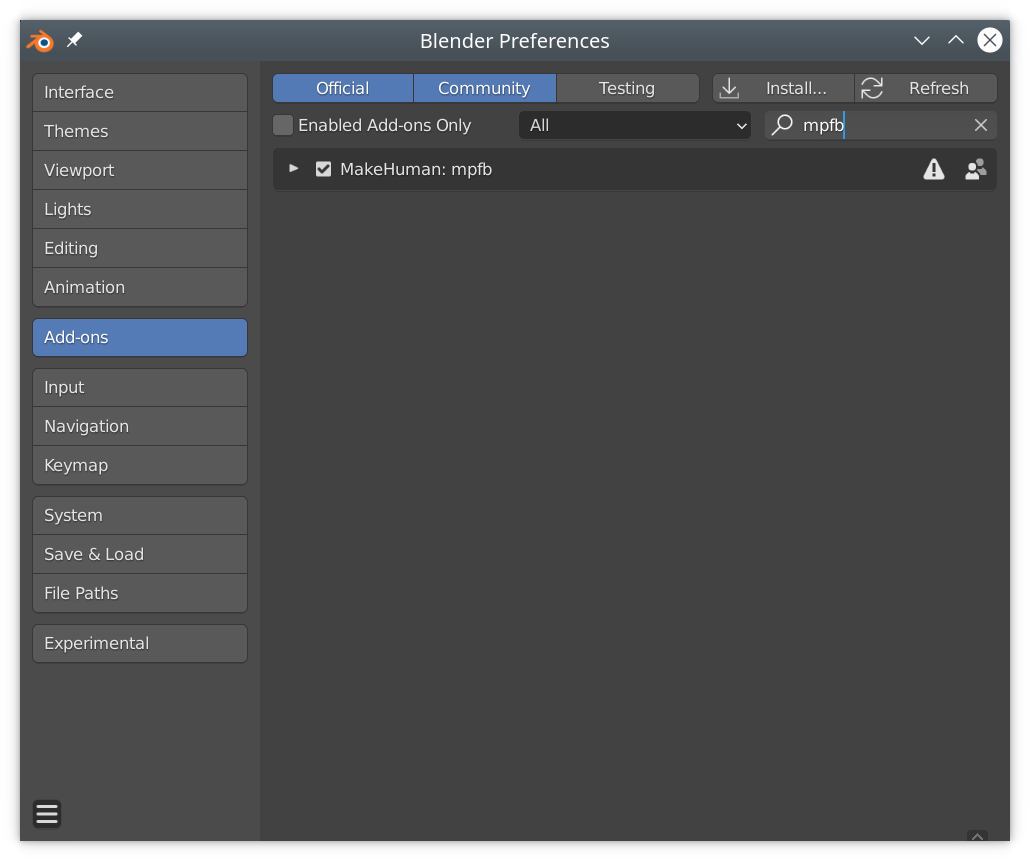 Blender Preferences
Interface
Themes
Viewport
Lights
Editing
Animation
Add-ons
Input
Navigation
Keymap
System
Save & Load
File Paths
Experimental
Official Community Testing Install... Refresh
Enabled Add-ons Only All mpfb
MakeHuman: mpfb